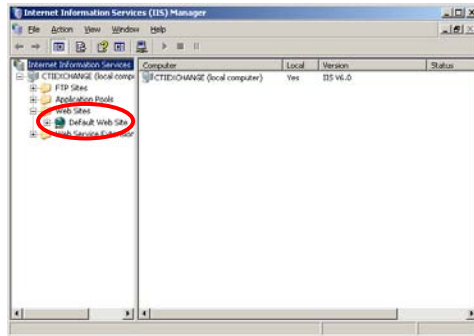 Internet Information Services (IIS) Manager
File Action View Window Help
Internet Information Services
CTIEXCHANGE (local comp
FTP Sites
Application Pools
Web Sites
Default Web Site
Web Service Extension
Computer Local Version Status
CTIEXCHANGE (local computer) Yes IIS V6.0